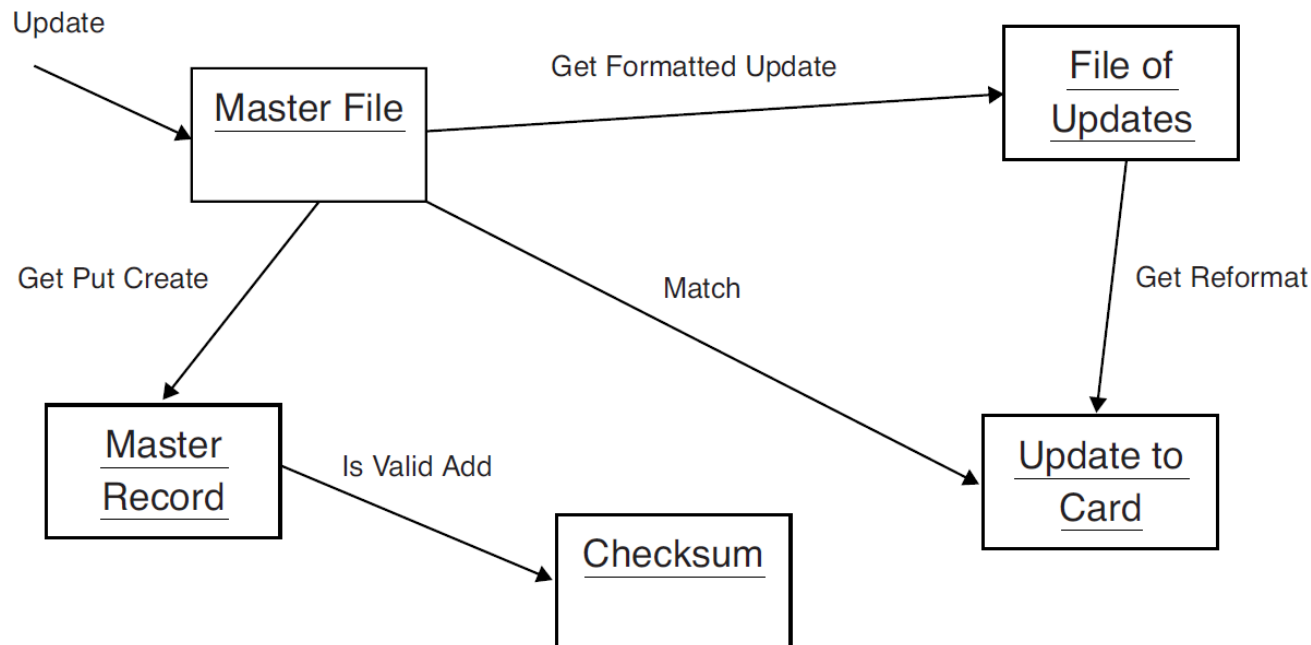 Update
Master File
Get Formatted Update
File of
Updates
Get Put Create
Match
Get Reformat
Master
Record
Is Valid Add
Update to
Card
Checksum